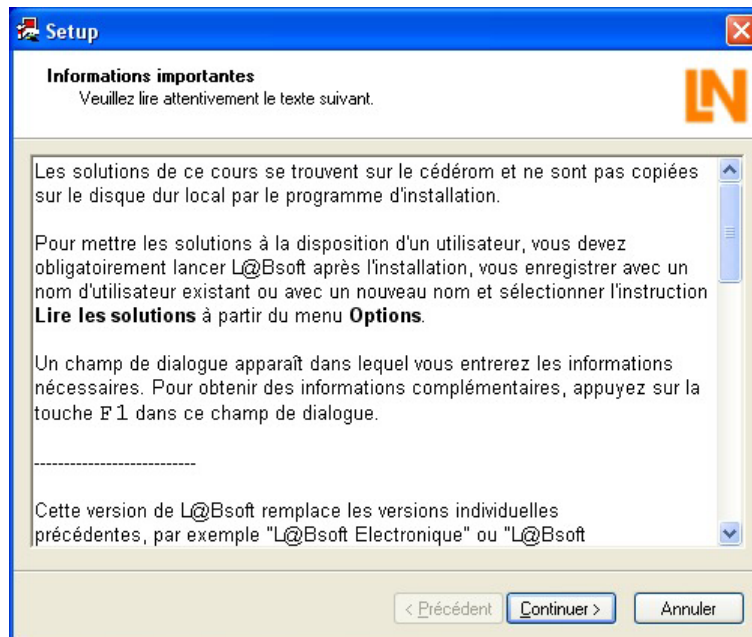 Setup
Informations importantes
Veuillez lire attentivement le texte suivant.
LN
Les solutions de ce cours se trouvent sur le cédérom et ne sont pas copiées
sur le disque dur local par le programme d'installation.
Pour mettre les solutions à la disposition d'un utilisateur, vous devez
obligatoirement lancer L@Bsoft après l'installation, vous enregistrer avec un
nom d'utilisateur existant ou avec un nouveau nom et sélectionner l'instruction
Lire les solutions à partir du menu Options.
Un champ de dialogue apparaît dans lequel vous entrerez les informations
nécessaires. Pour obtenir des informations complémentaires, appuyez sur la
touche F1 dans ce champ de dialogue.
---------------------------
Cette version de L@Bsoft remplace les versions individuelles
précédentes, par exemple "L@Bsoft Electronique" ou "L@Bsoft
< Précédent Continuer > Annuler